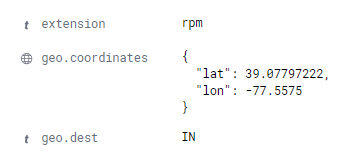 t extension rpm
geo.coordinates {
"lat": 39.07797222,
"lon": -77.5575
}
t geo.dest IN